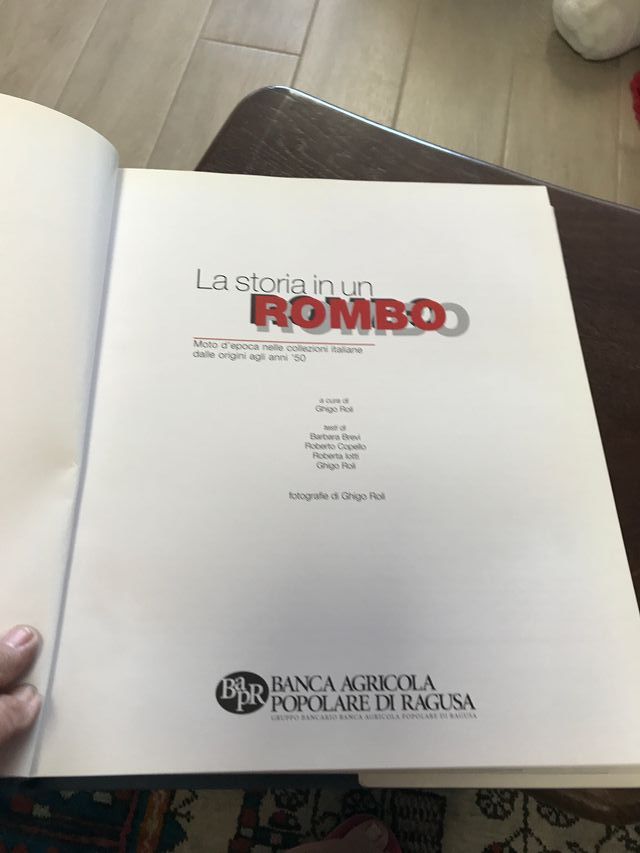 La storia in un
ROMBO
Moto d'epoca nelle collezioni italiane
dalle origini agli anni '50
a cura di
Ghigo Roli
testi di
Barbara Brevi
Roberto Copello
Roberta Iotti
Ghigo Roli
fotografie di Ghigo Roli
BapR
BANCA AGRICOLA
POPOLARE DI RAGUSA
GRUPPO BANCARIO BANCA AGRICOLA POPOLARE DI RAGUSA